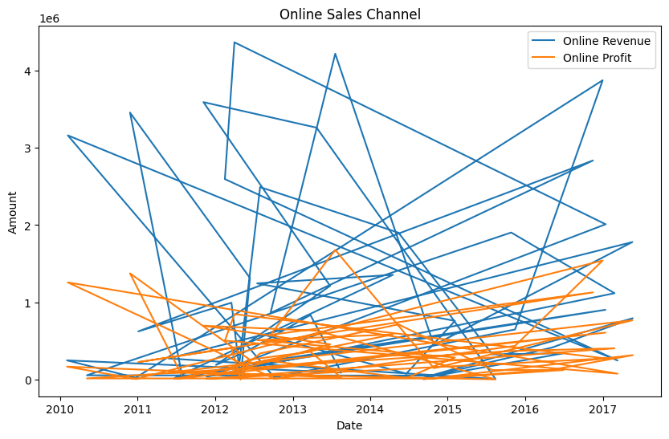 Online Sales Channel
1e6
Online Revenue
Online Profit
4
3
2
1
0
Amount
2010 2011 2012 2013 2014 2015 2016 2017
Date